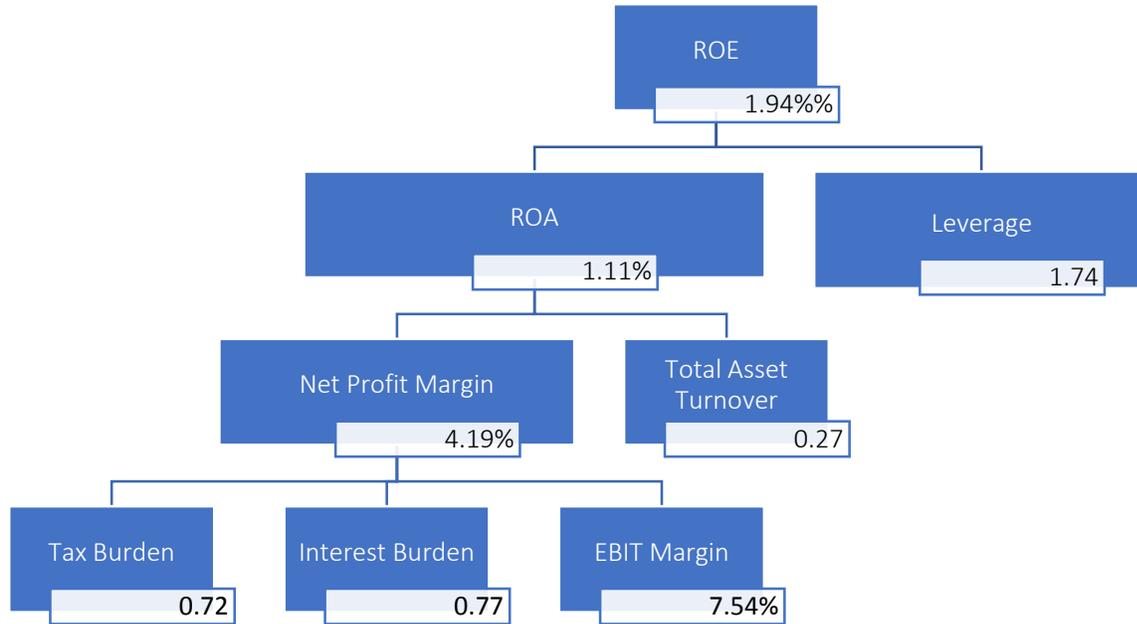 ROE
1.94%%
ROA
1.11%
Leverage
1.74
Net Profit Margin
4.19%
Total Asset
Turnover
0.27
Tax Burden
0.72
Interest Burden
0.77
EBIT Margin
7.54%